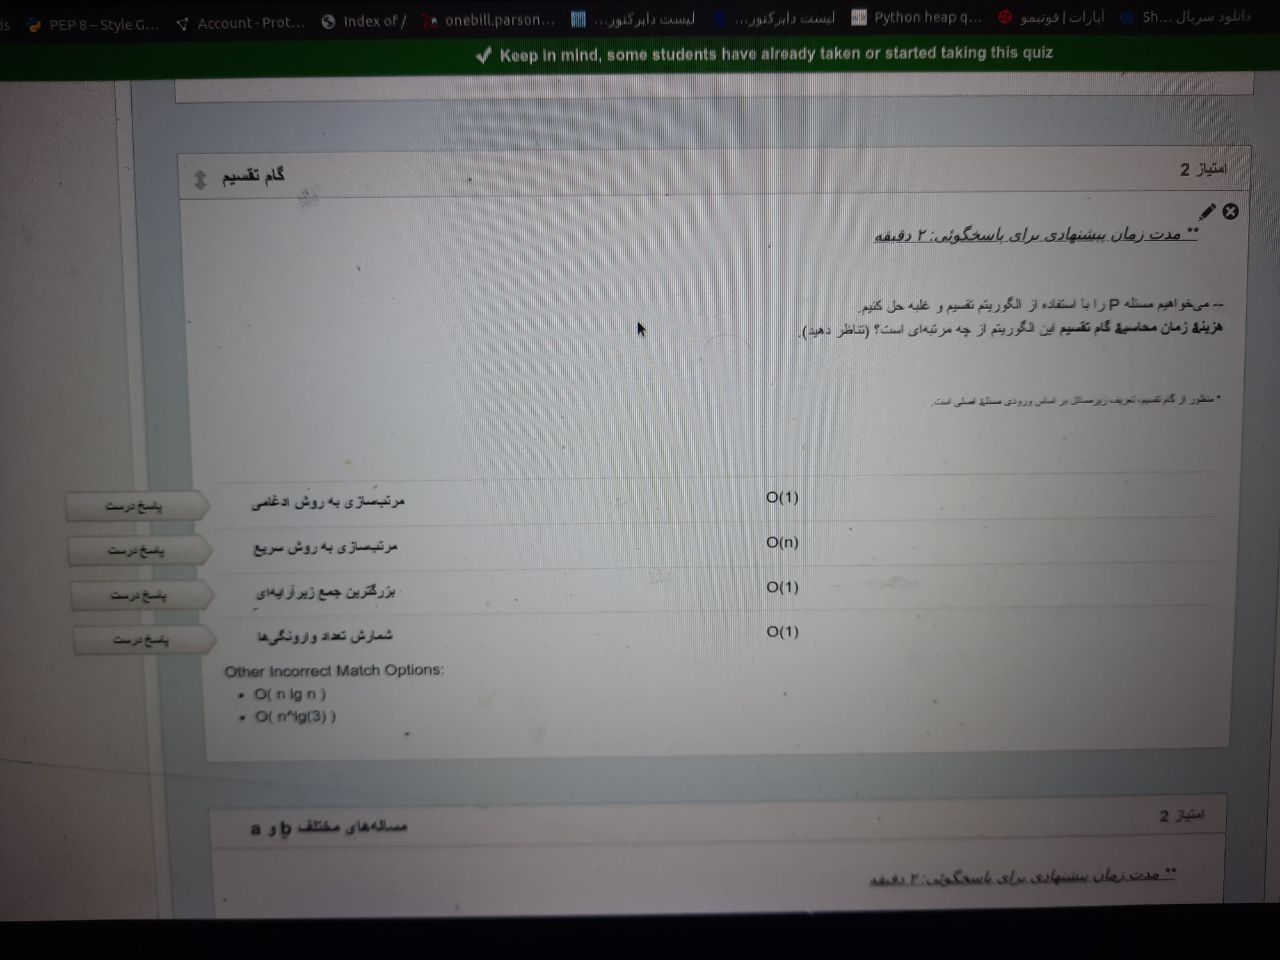 PEP 8 – Style G...
Account - Prot...
Index of /
onebill.parson...
لیست دایرکتور...
لیست دایرکتور...
Python heap q...
آپارات | فوتیمو
دانلود سریال Sh...
Keep in mind, some students have already taken or started taking this quiz
گام تقسیم
امتیاز 2
** مدت زمان پیشنهادی برای پاسخگوئی: ۲ دقیقه
-- می‌خواهیم مسئله P را با استفاده از الگوریتم تقسیم و غلبه حل کنیم.
هزینهٔ زمان محاسبهٔ گام تقسیم این الگوریتم از چه مرتبه‌ای است؟ (تناظر دهید).
* منظور از گام تقسیم، تعریف زیرمسائل بر اساس ورودی مسئلهٔ اصلی است.
پاسخ درست مرتب‌سازی به روش ادغامی O(1)
پاسخ درست مرتب‌سازی به روش سریع O(n)
پاسخ درست بزرگترین جمع زیرآرایه‌ای O(1)
پاسخ درست شمارش تعداد وارونگی‌ها O(1)
Other Incorrect Match Options:
• O( n lg n )
• O( n^lg(3) )
مساله‌های مختلف b و a
امتیاز 2
** مدت زمان پیشنهادی برای پاسخگوئی: ۲ دقیقه